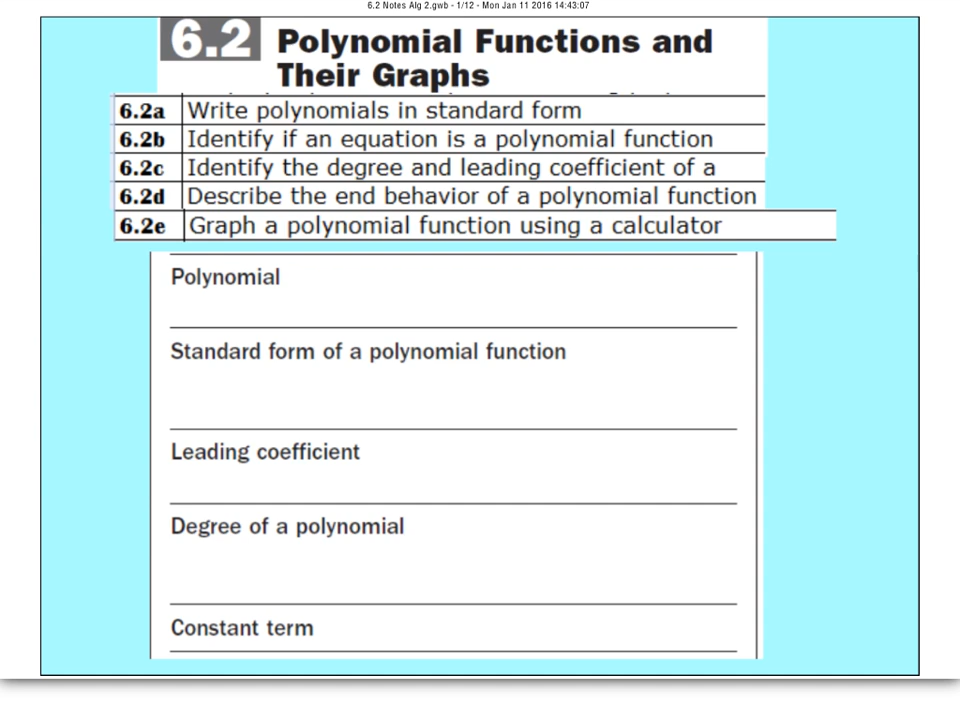 6.2 Notes Alg 2.gwb - 1/12 - Mon Jan 11 2016 14:43:07
6.2 Polynomial Functions and
Their Graphs
6.2a Write polynomials in standard form
6.2b Identify if an equation is a polynomial function
6.2c Identify the degree and leading coefficient of a
6.2d Describe the end behavior of a polynomial function
6.2e Graph a polynomial function using a calculator
Polynomial
Standard form of a polynomial function
Leading coefficient
Degree of a polynomial
Constant term